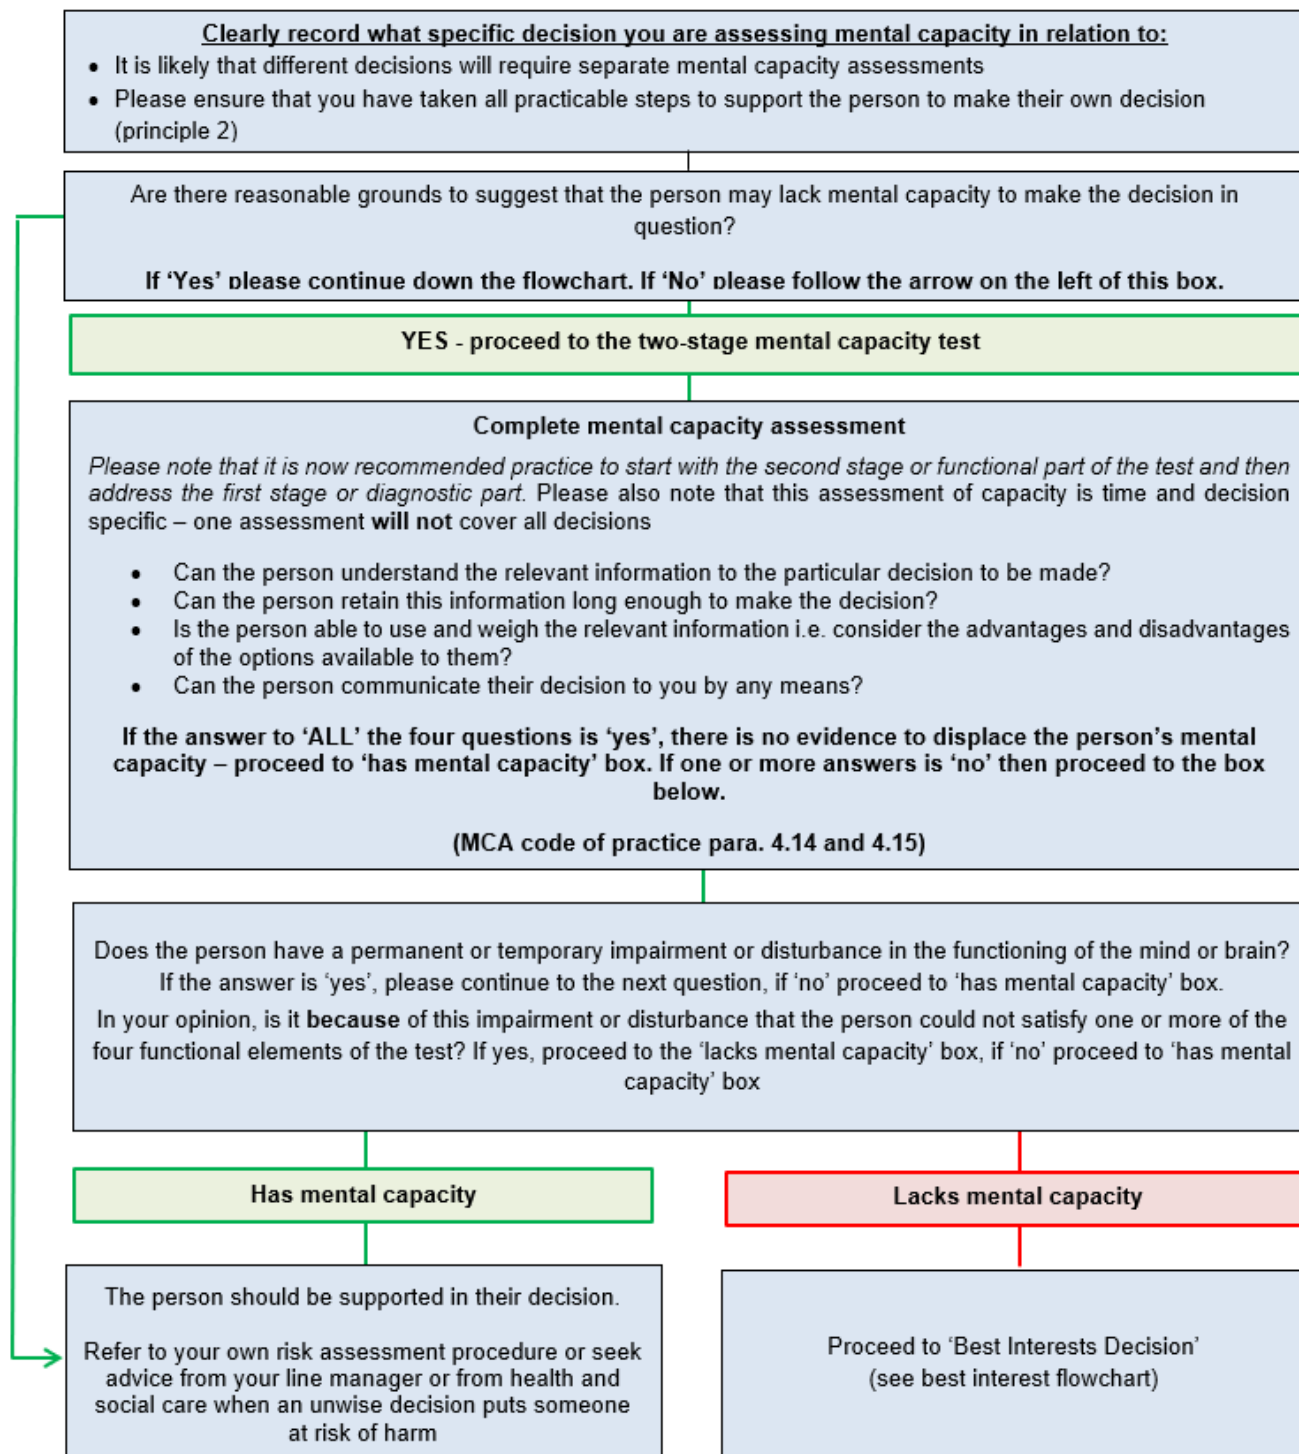 Clearly record what specific decision you are assessing mental capacity in relation to:
• It is likely that different decisions will require separate mental capacity assessments
• Please ensure that you have taken all practicable steps to support the person to make their own decision
(principle 2)
Are there reasonable grounds to suggest that the person may lack mental capacity to make the decision in
question?
If ‘Yes’ please continue down the flowchart. If ‘No’ please follow the arrow on the left of this box.
YES - proceed to the two-stage mental capacity test
Complete mental capacity assessment
Please note that it is now recommended practice to start with the second stage or functional part of the test and then
address the first stage or diagnostic part. Please also note that this assessment of capacity is time and decision
specific – one assessment will not cover all decisions
• Can the person understand the relevant information to the particular decision to be made?
• Can the person retain this information long enough to make the decision?
• Is the person able to use and weigh the relevant information i.e. consider the advantages and disadvantages
of the options available to them?
• Can the person communicate their decision to you by any means?
If the answer to ‘ALL’ the four questions is ‘yes’, there is no evidence to displace the person’s mental
capacity – proceed to ‘has mental capacity’ box. If one or more answers is ‘no’ then proceed to the box
below.
(MCA code of practice para. 4.14 and 4.15)
Does the person have a permanent or temporary impairment or disturbance in the functioning of the mind or brain?
If the answer is ‘yes’, please continue to the next question, if ‘no’ proceed to ‘has mental capacity’ box.
In your opinion, is it because of this impairment or disturbance that the person could not satisfy one or more of the
four functional elements of the test? If yes, proceed to the ‘lacks mental capacity’ box, if ‘no’ proceed to ‘has mental
capacity’ box
Has mental capacity
Lacks mental capacity
The person should be supported in their decision.
Refer to your own risk assessment procedure or seek
advice from your line manager or from health and
social care when an unwise decision puts someone
at risk of harm
Proceed to ‘Best Interests Decision’
(see best interest flowchart)